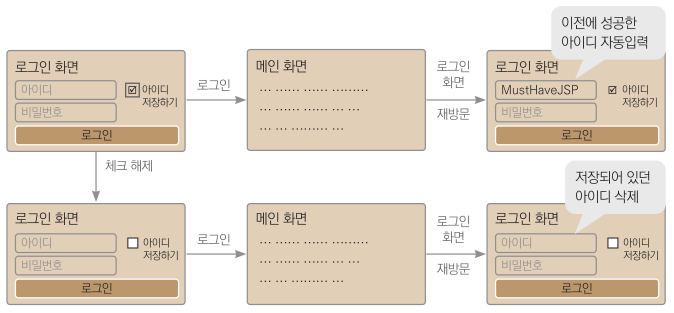 이전에 성공한
아이디 자동입력
로그인 화면
아이디
아이디
저장하기
비밀번호
로그인
로그인
메인 화면
... ...... ...... ........
... ...... ...... ... ...
... ... ........ ...
로그인
화면
재방문
로그인 화면
MustHaveJSP
아이디
저장하기
비밀번호
로그인
체크 해제
저장되어 있던
아이디 삭제
로그인 화면
아이디
아이디
저장하기
비밀번호
로그인
로그인
메인 화면
... ...... ...... ........
... ...... ...... ... ...
... ... ........ ...
로그인
화면
재방문
로그인 화면
아이디
아이디
저장하기
비밀번호
로그인